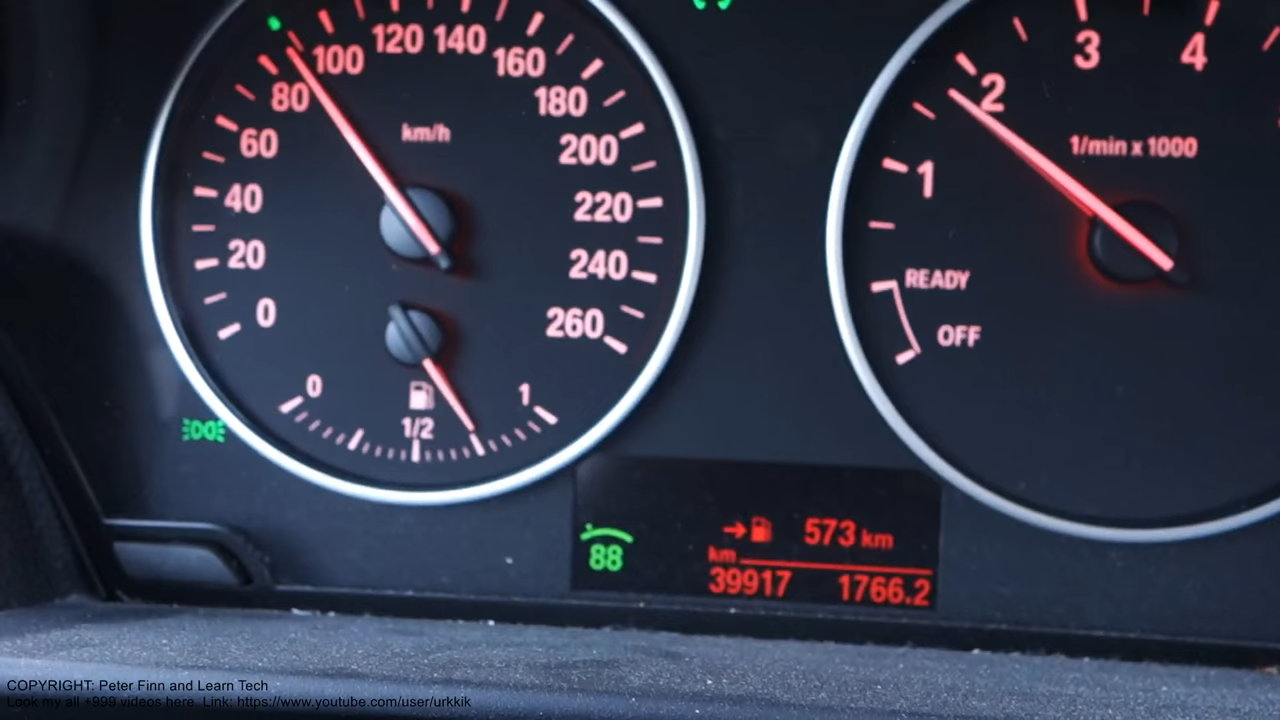 120 140
100 160
80 180
km/h
60 200
40 220
20 240
0 260
0 1
1/2
3 4
2
1/min x 1000
1
READY
OFF
573 km
88
km
39917 1766.2
COPYRIGHT: Peter Finn and Learn Tech
Look my all +999 videos here. Link: https://www.youtube.com/user/urkkik